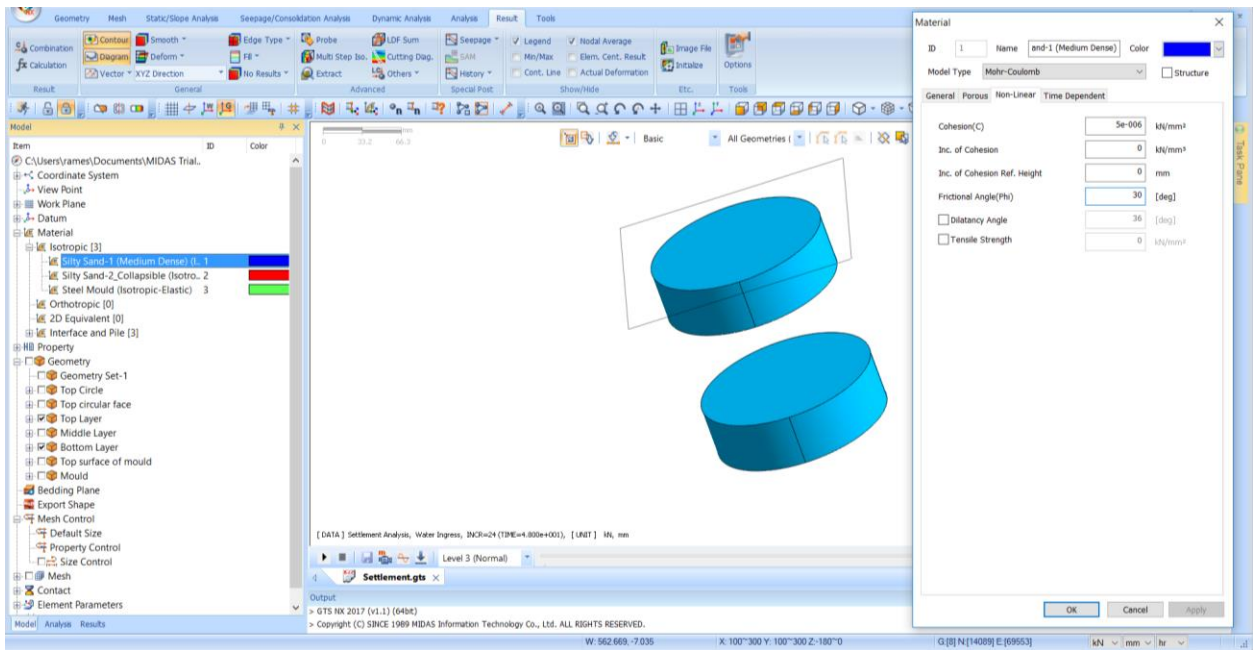 Geometry Mesh Static/Slope Analysis Seepage/Consolidation Analysis Dynamic Analysis Analysis Result Tools
Combination
Calculation
Result
Contour
Diagram
Vector
Smooth
Deform
XYZ Direction
Edge Type
Fill
No Results
General
Probe
Multi Step Iso.
Extract
LDF Sum
Cutting Diag.
Others
Advanced
Seepage
SAM
History
Special Post
Legend
Min/Max
Cont. Line
Nodal Average
Elem. Cent. Result
Actual Deformation
Show/Hide
Image File
Initialize
Etc.
Options
Tools
Model
Item ID Color
C:\Users\rames\Documents\MIDAS Trial..
Coordinate System
View Point
Work Plane
Datum
Material
Isotropic [3]
Silty Sand-1 (Medium Dense) (I.. 1
Silty Sand-2_Collapsible (Isotro.. 2
Steel Mould (Isotropic-Elastic) 3
Orthotropic [0]
2D Equivalent [0]
Interface and Pile [3]
Property
Geometry
Geometry Set-1
Top Circle
Top circular face
Top Layer
Middle Layer
Bottom Layer
Top surface of mould
Mould
Bedding Plane
Export Shape
Mesh Control
Default Size
Property Control
Size Control
Mesh
Contact
Element Parameters
Model Analysis Results
mm
0 33.2 66.3
Basic All Geometries (
[DATA] Settlement Analysis, Water Ingress, INCR=24 (TIME=4.800e+001), [UNIT] kN, mm
Level 3 (Normal)
Settlement.gts
Output
> GTS NX 2017 (v1.1) (64bit)
> Copyright (C) SINCE 1989 MIDAS Information Technology Co., Ltd. ALL RIGHTS RESERVED.
W: 562.669, -7.035 X: 100~300 Y: 100~300 Z:-180~0 G:[8] N:[14089] E:[69553] kN mm hr
Task Pane
Material
ID 1 Name and-1 (Medium Dense) Color
Model Type Mohr-Coulomb Structure
General Porous Non-Linear Time Dependent
Cohesion(C) 5e-006 kN/mm²
Inc. of Cohesion 0 kN/mm³
Inc. of Cohesion Ref. Height 0 mm
Frictional Angle(Phi) 30 [deg]
Dilatancy Angle 36 [deg]
Tensile Strength 0 kN/mm²
OK Cancel Apply